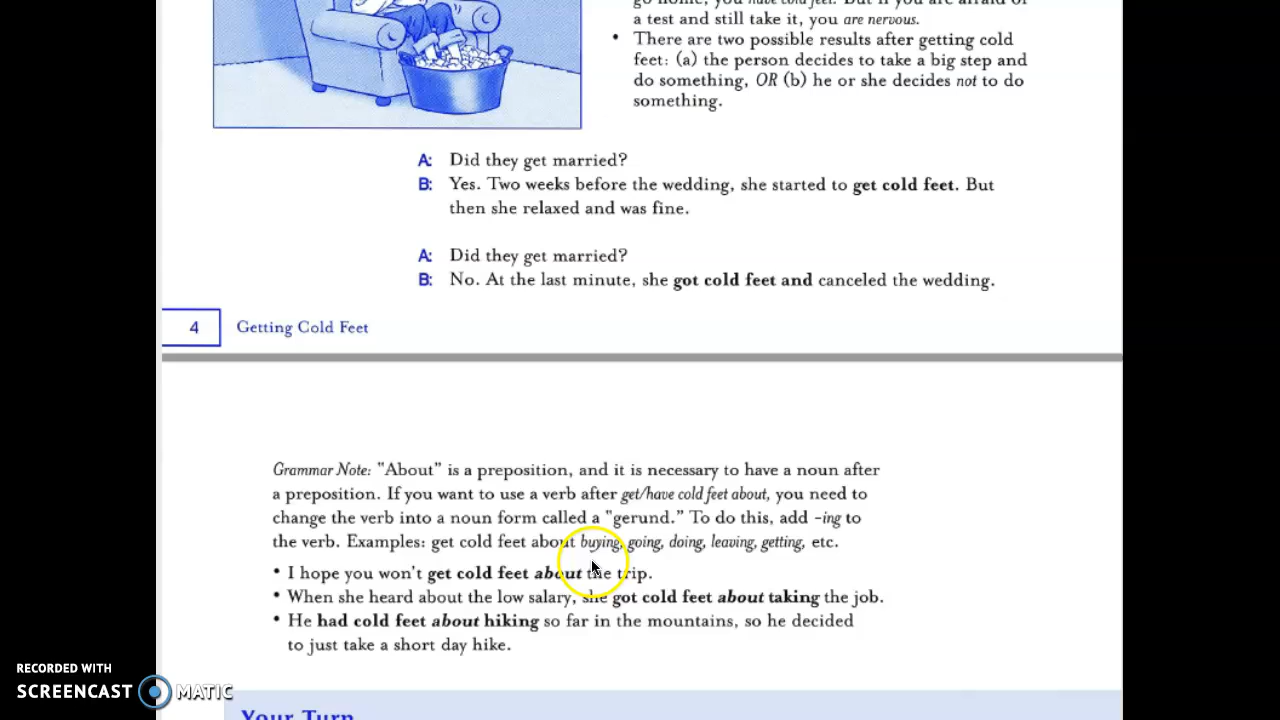 go home, you have cold feet. But if you are afraid of
a test and still take it, you are nervous.
• There are two possible results after getting cold
feet: (a) the person decides to take a big step and
do something, OR (b) he or she decides not to do
something.
A: Did they get married?
B: Yes. Two weeks before the wedding, she started to get cold feet. But
then she relaxed and was fine.
A: Did they get married?
B: No. At the last minute, she got cold feet and canceled the wedding.
4 Getting Cold Feet
Grammar Note: "About" is a preposition, and it is necessary to have a noun after
a preposition. If you want to use a verb after get/have cold feet about, you need to
change the verb into a noun form called a "gerund." To do this, add –ing to
the verb. Examples: get cold feet about buying, going, doing, leaving, getting, etc.
• I hope you won't get cold feet about the trip.
• When she heard about the low salary, she got cold feet about taking the job.
• He had cold feet about hiking so far in the mountains, so he decided
to just take a short day hike.
Your Turn
RECORDED WITH
SCREENCAST MATIC